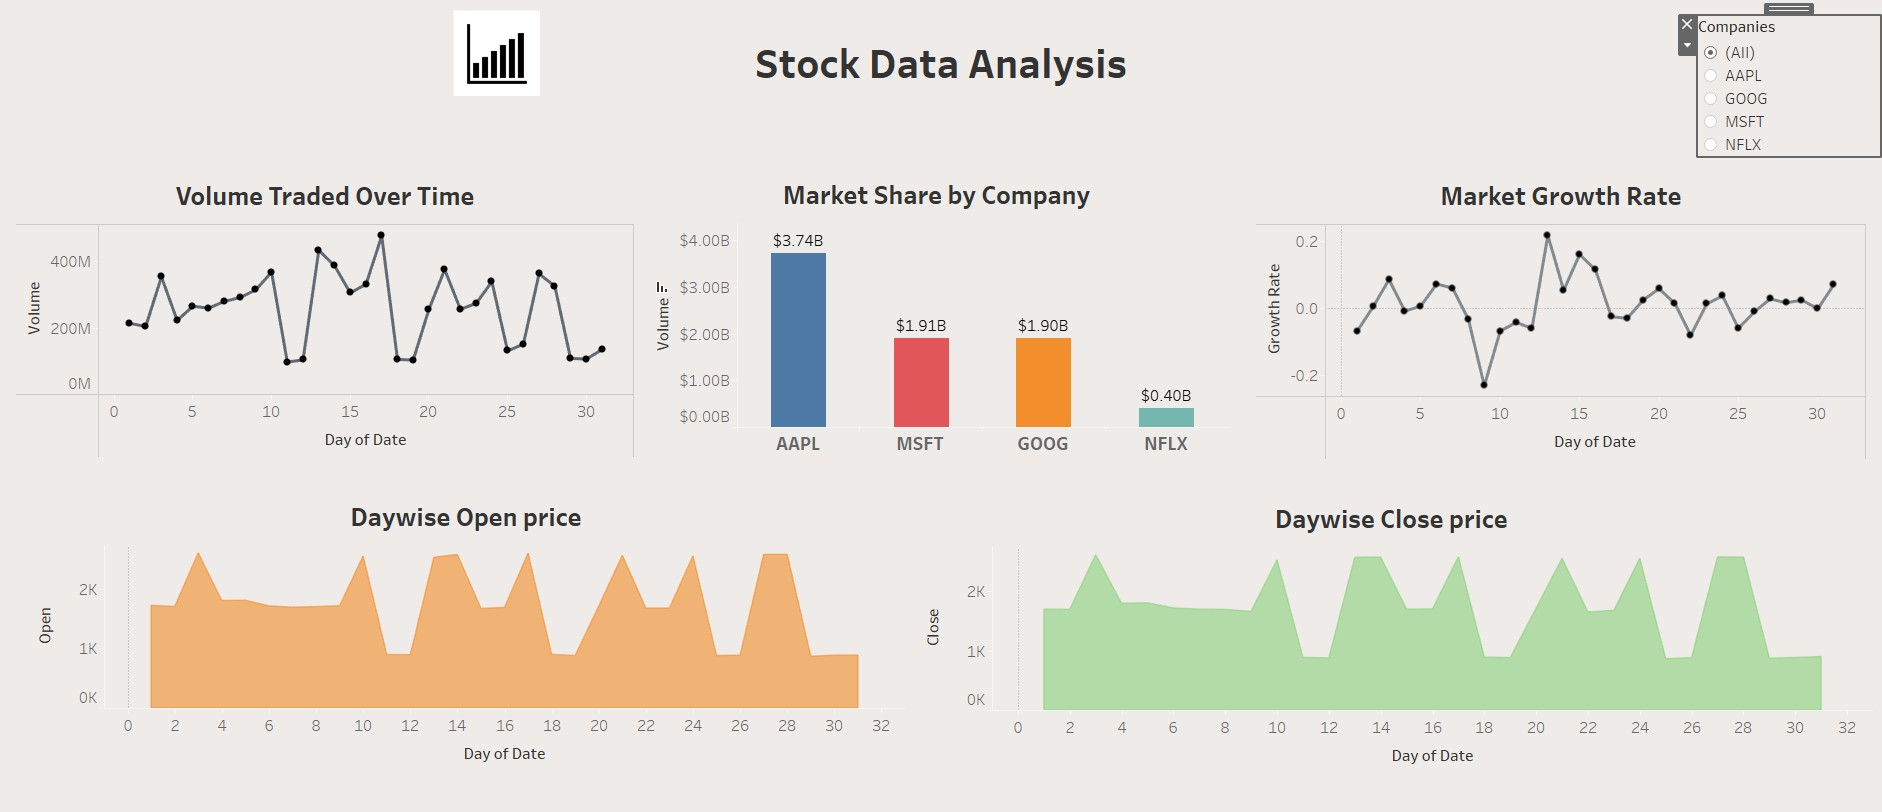 Stock Data Analysis
Companies
(All)
AAPL
GOOG
MSFT
NFLX
Volume Traded Over Time
Volume
400M
200M
0M
0 5 10 15 20 25 30
Day of Date
Market Share by Company
Volume
$4.00B
$3.00B
$2.00B
$1.00B
$0.00B
$3.74B
$1.91B
$1.90B
$0.40B
AAPL MSFT GOOG NFLX
Market Growth Rate
Growth Rate
0.2
0.0
-0.2
0 5 10 15 20 25 30
Day of Date
Daywise Open price
Open
2K
1K
0K
0 2 4 6 8 10 12 14 16 18 20 22 24 26 28 30 32
Day of Date
Daywise Close price
Close
2K
1K
0K
0 2 4 6 8 10 12 14 16 18 20 22 24 26 28 30 32
Day of Date